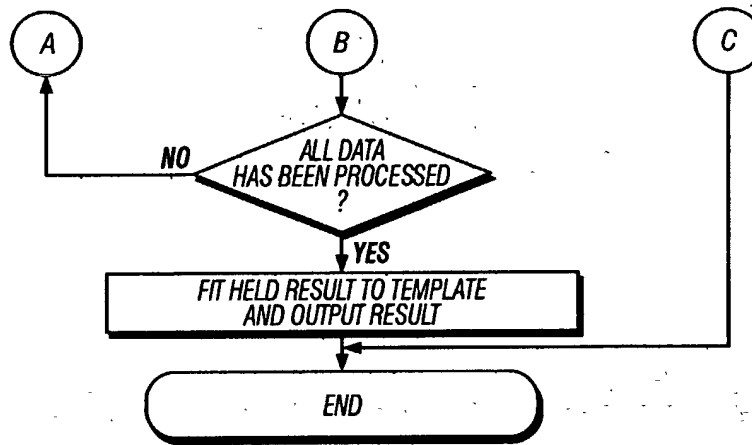 A
B
C
NO
ALL DATA
HAS BEEN PROCESSED
?
YES
FIT HELD RESULT TO TEMPLATE
AND OUTPUT RESULT
END